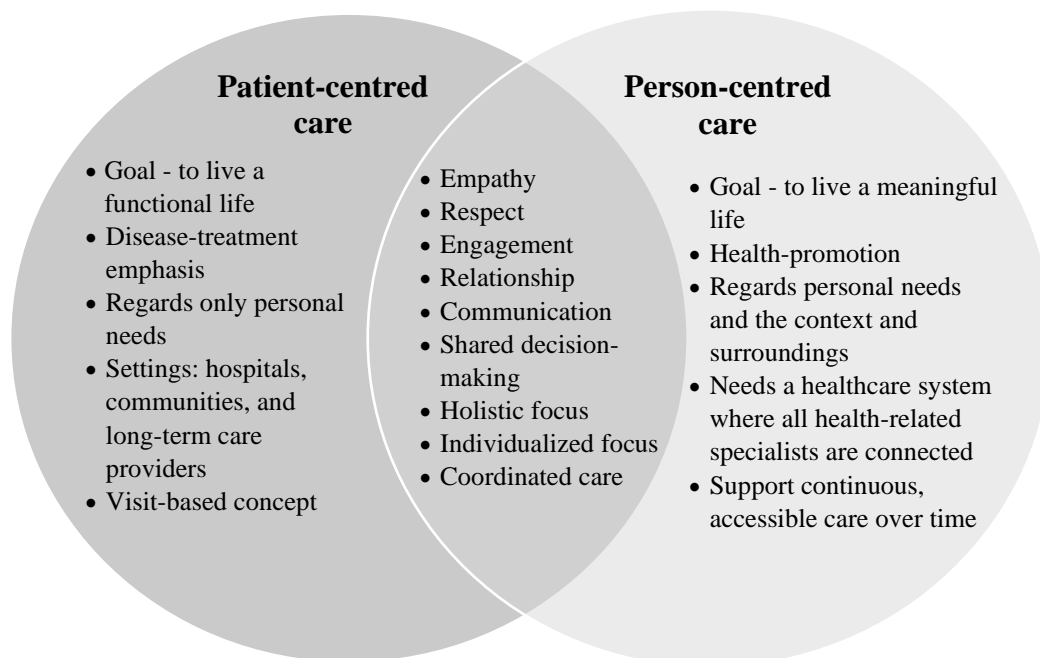 Patient-centred
care
• Goal - to live a
functional life
• Disease-treatment
emphasis
• Regards only personal
needs
• Settings: hospitals,
communities, and
long-term care
providers
• Visit-based concept
• Empathy
• Respect
• Engagement
• Relationship
• Communication
• Shared decision-
making
• Holistic focus
• Individualized focus
• Coordinated care
Person-centred
care
• Goal - to live a meaningful
life
• Health-promotion
• Regards personal needs
and the context and
surroundings
• Needs a healthcare system
where all health-related
specialists are connected
• Support continuous,
accessible care over time